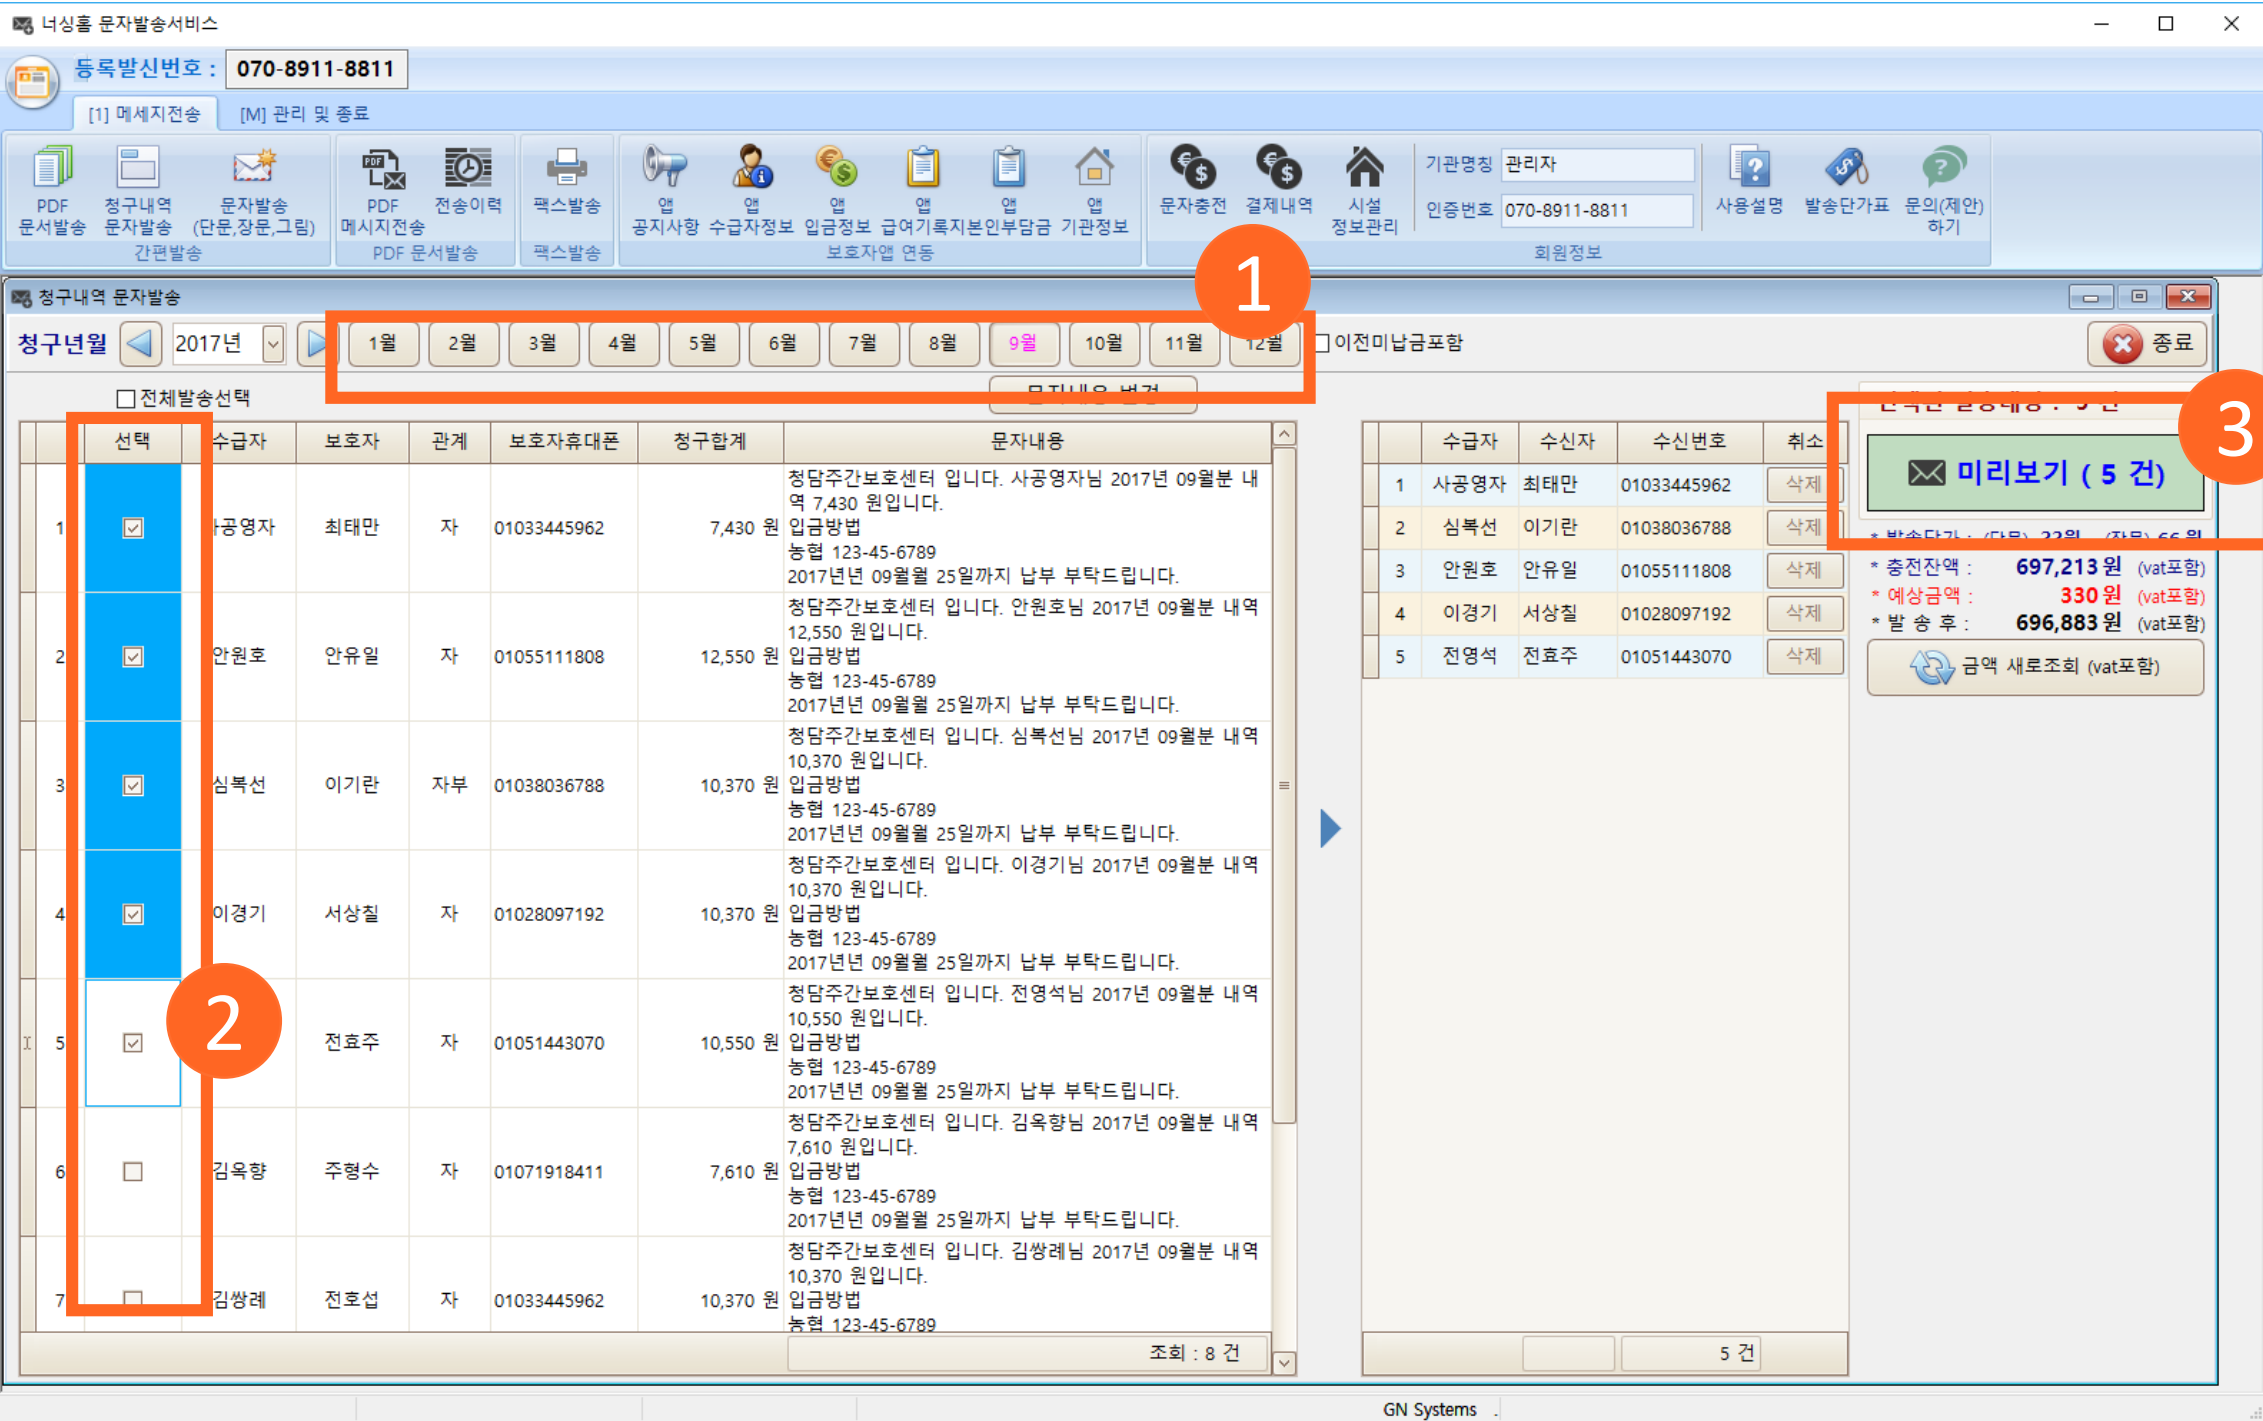 너싱홈 문자발송서비스
등록발신번호 : 070-8911-8811
[1] 메세지전송 [M] 관리 및 종료
PDF 문서발송
청구내역 문자발송
문자발송 (단문,장문,그림)
간편발송
PDF 메시지전송
전송이력
PDF 문서발송
팩스발송
팩스발송
앱 공지사항
앱 수급자정보
앱 입금정보
앱 급여기록지
앱 본인부담금
앱 기관정보
보호자앱 연동
문자충전
결제내역
시설 정보관리
기관명칭 관리자
인증번호 070-8911-8811
사용설명
발송단가표
문의(제안)하기
회원정보
1
청구내역 문자발송
청구년월 2017년 1월 2월 3월 4월 5월 6월 7월 8월 9월 10월 11월 12월 이전미납금포함 종료
전체발송선택
선택 수급자 보호자 관계 보호자휴대폰 청구합계 문자내용
1 사공영자 최태만 자 01033445962 7,430 원
청담주간보호센터 입니다. 사공영자님 2017년 09월분 내
역 7,430 원입니다.
입금방법
농협 123-45-6789
2017년년 09월월 25일까지 납부 부탁드립니다.
2 안원호 안유일 자 01055111808 12,550 원
청담주간보호센터 입니다. 안원호님 2017년 09월분 내역
12,550 원입니다.
입금방법
농협 123-45-6789
2017년년 09월월 25일까지 납부 부탁드립니다.
3 심복선 이기란 자부 01038036788 10,370 원
청담주간보호센터 입니다. 심복선님 2017년 09월분 내역
10,370 원입니다.
입금방법
농협 123-45-6789
2017년년 09월월 25일까지 납부 부탁드립니다.
4 이경기 서상칠 자 01028097192 10,370 원
청담주간보호센터 입니다. 이경기님 2017년 09월분 내역
10,370 원입니다.
입금방법
농협 123-45-6789
2017년년 09월월 25일까지 납부 부탁드립니다.
2
5 전효주 자 01051443070 10,550 원
청담주간보호센터 입니다. 전영석님 2017년 09월분 내역
10,550 원입니다.
입금방법
농협 123-45-6789
2017년년 09월월 25일까지 납부 부탁드립니다.
6 김옥향 주형수 자 01071918411 7,610 원
청담주간보호센터 입니다. 김옥향님 2017년 09월분 내역
7,610 원입니다.
입금방법
농협 123-45-6789
2017년년 09월월 25일까지 납부 부탁드립니다.
7 김쌍례 전호섭 자 01033445962 10,370 원
청담주간보호센터 입니다. 김쌍례님 2017년 09월분 내역
10,370 원입니다.
입금방법
농협 123-45-6789
조회 : 8 건
수급자 수신자 수신번호 취소
1 사공영자 최태만 01033445962 삭제
2 심복선 이기란 01038036788 삭제
3 안원호 안유일 01055111808 삭제
4 이경기 서상칠 01028097192 삭제
5 전영석 전효주 01051443070 삭제
5 건
3
미리보기 ( 5 건)
* 충전잔액 : 697,213 원 (vat포함)
* 예상금액 : 330 원 (vat포함)
* 발 송 후 : 696,883 원 (vat포함)
금액 새로조회 (vat포함)
GN Systems .